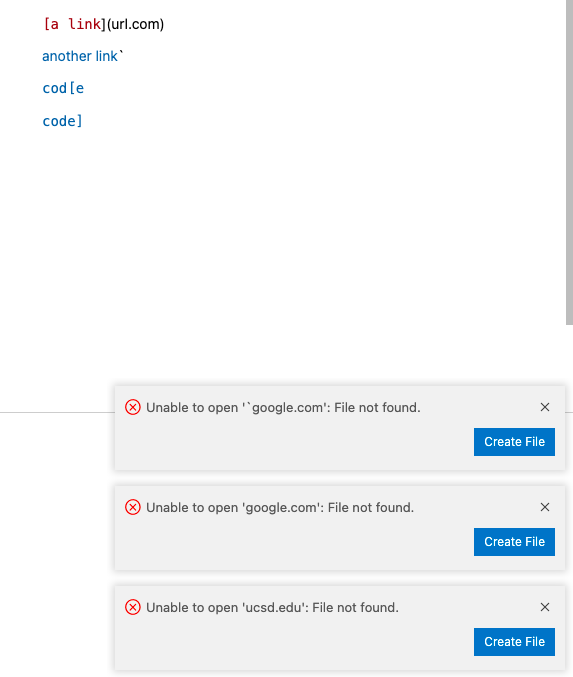 [a link](url.com)
another link`
cod[e
code]
Unable to open '`google.com': File not found.
Create File
Unable to open 'google.com': File not found.
Create File
Unable to open 'ucsd.edu': File not found.
Create File